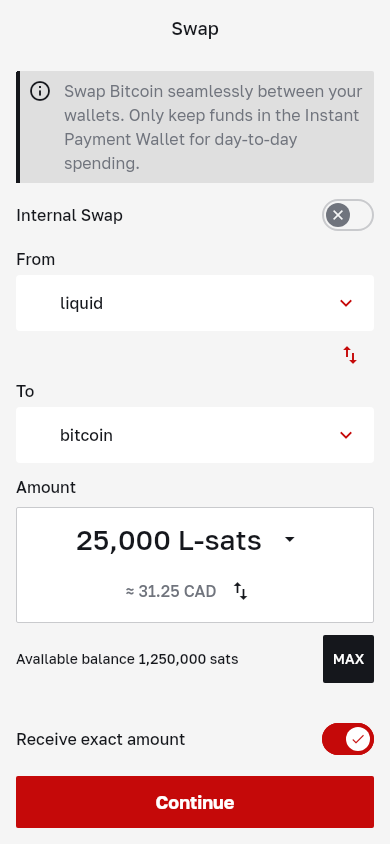 Swap
Swap Bitcoin seamlessly between your
wallets. Only keep funds in the Instant
Payment Wallet for day-to-day
spending.
Internal Swap
From
liquid
To
bitcoin
Amount
25,000 L-sats
≈ 31.25 CAD
Available balance 1,250,000 sats
MAX
Receive exact amount
Continue